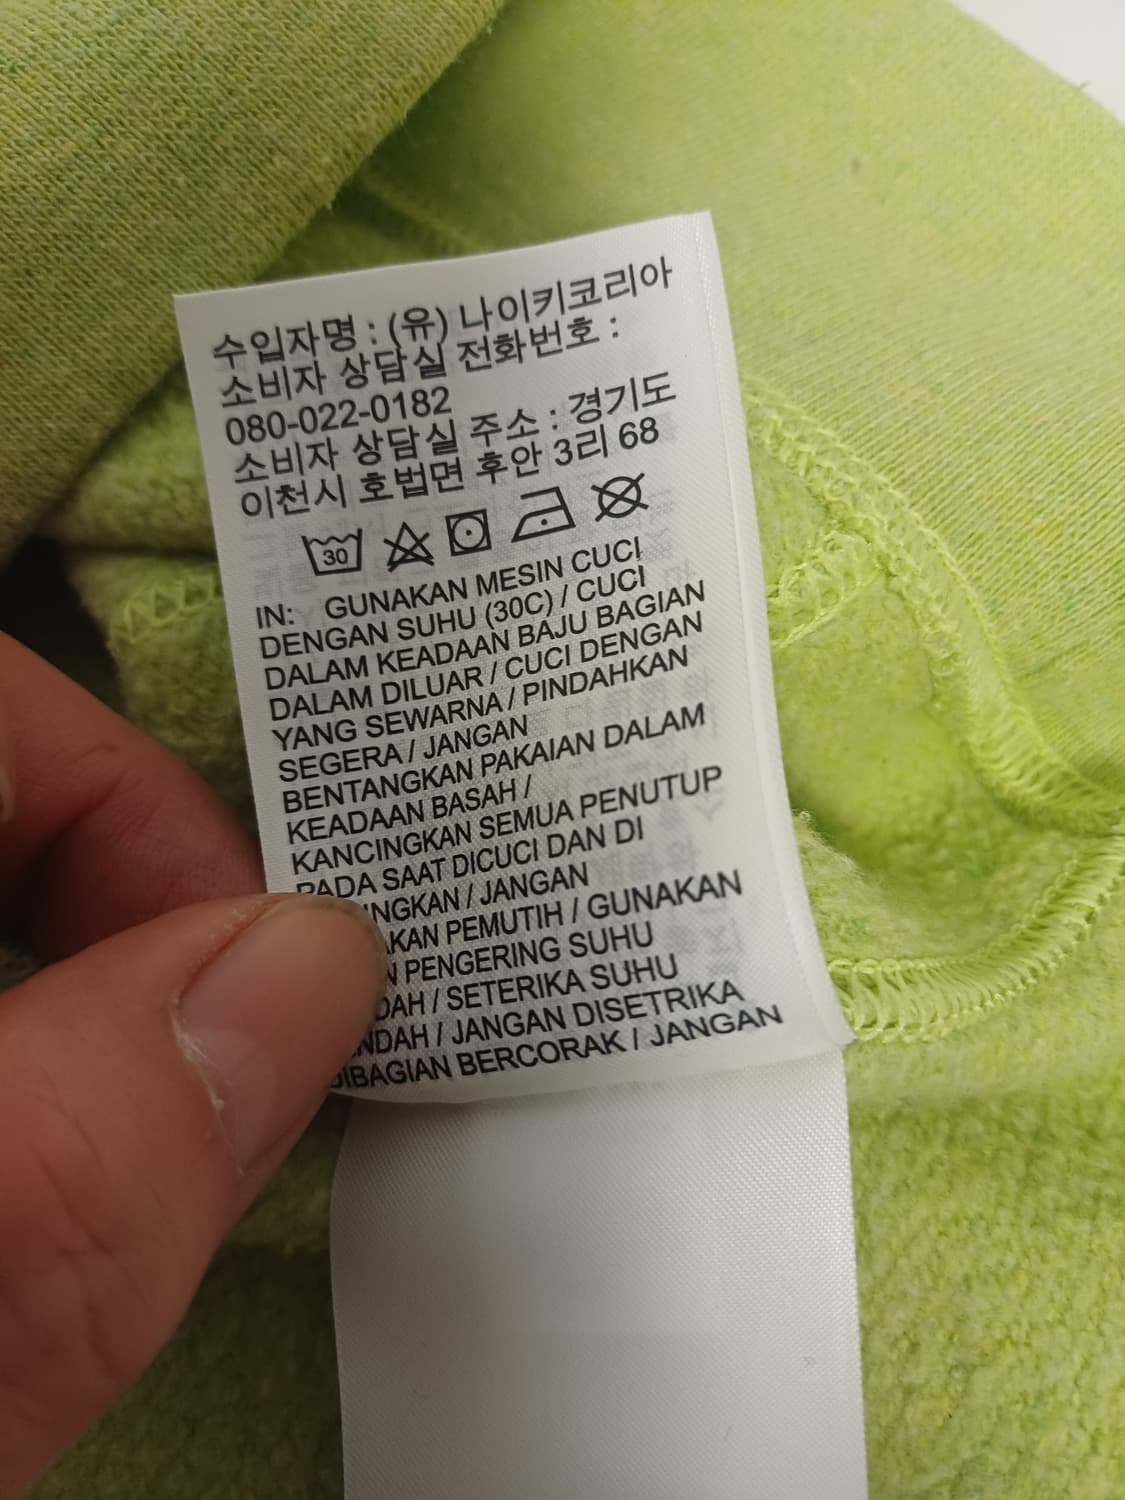 수입자명 : (유) 나이키코리아
소비자 상담실 전화번호 :
080-022-0182
소비자 상담실 주소 : 경기도
이천시 호법면 후안 3리 68
30
IN: GUNAKAN MESIN CUCI
DENGAN SUHU (30C) / CUCI
DALAM KEADAAN BAJU BAGIAN
DALAM DILUAR / CUCI DENGAN
YANG SEWARNA / PINDAHKAN
SEGERA / JANGAN
BENTANGKAN PAKAIAN DALAM
KEADAAN BASAH /
KANCINGKAN SEMUA PENUTUP
PADA SAAT DICUCI DAN DI
/ JANGAN
PEMUTIH / GUNAKAN
PENGERING SUHU
/ SETERIKA SUHU
/ JANGAN DISETRIKA
DIBAGIAN BERCORAK / JANGAN